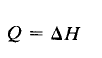 Q = ΔH